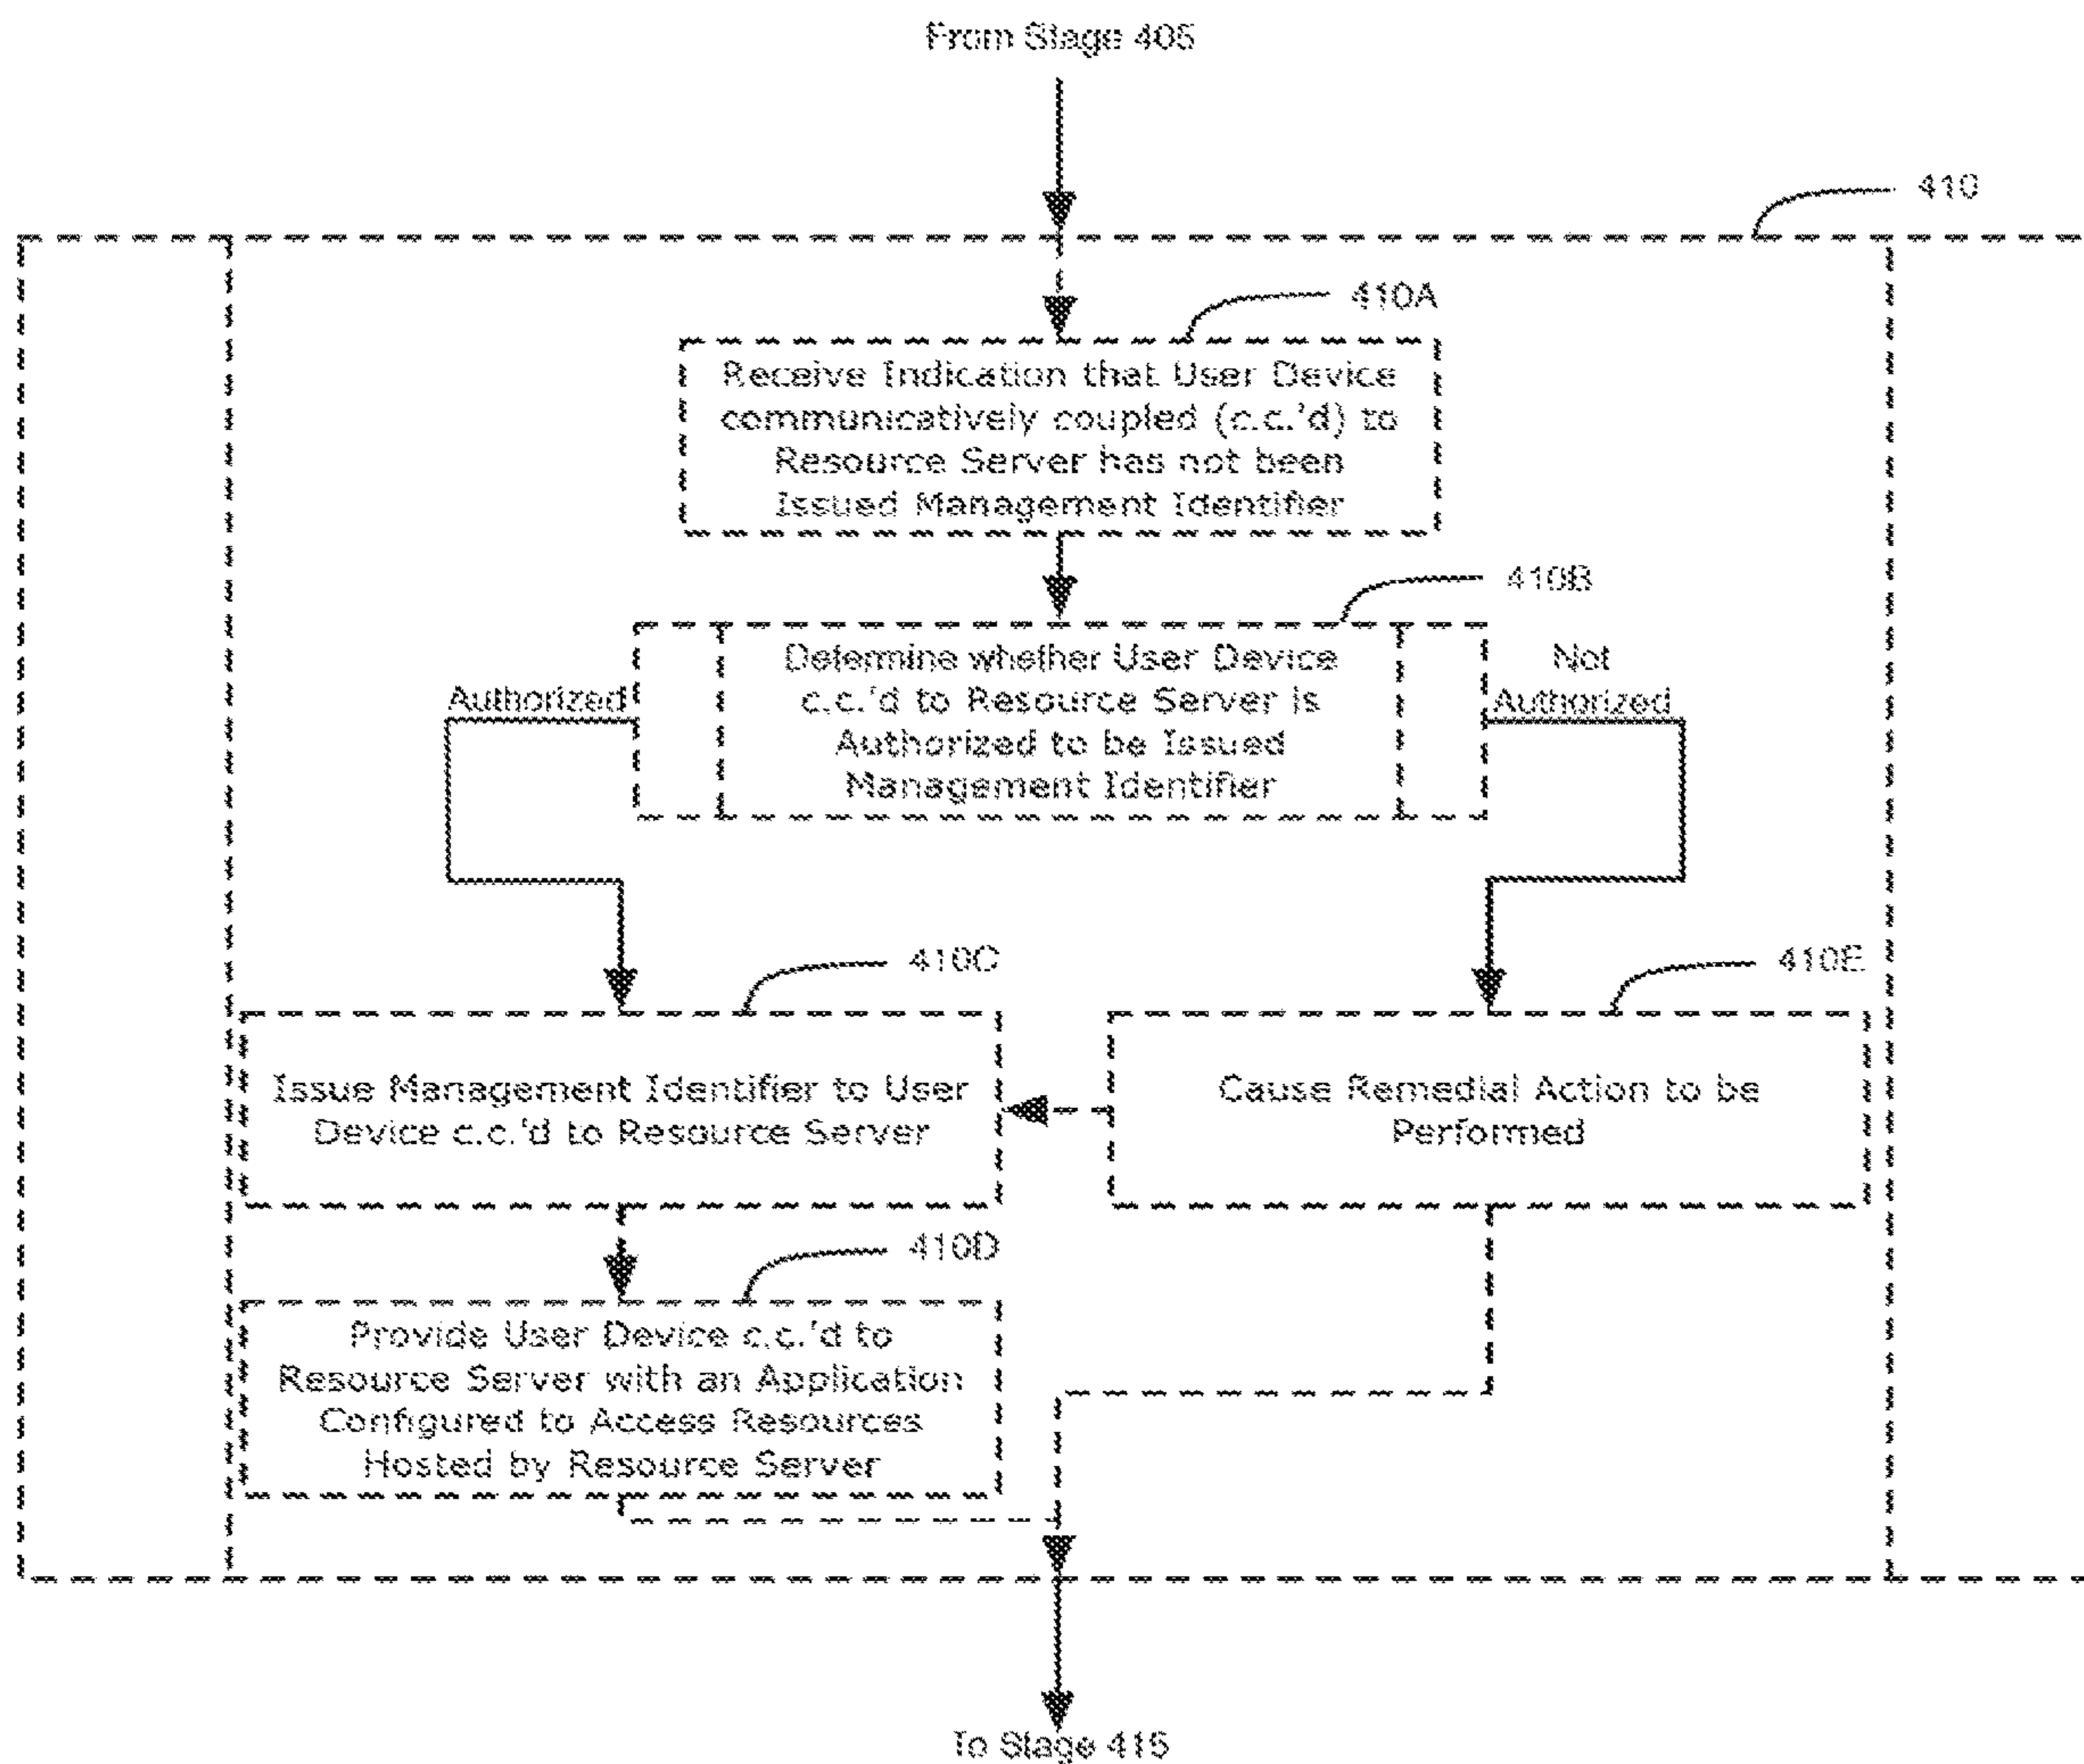 From Stage 405
410
410A
Receive Indication that User Device
communicatively coupled (c.c.'d) to
Resource Server has not been
Issued Management Identifier
410B
Determine whether User Device
c.c.'d to Resource Server is
Authorized to be Issued
Management Identifier
Authorized
Not
Authorized
410C
Issue Management Identifier to User
Device c.c.'d to Resource Server
410E
Cause Remedial Action to be
Performed
410D
Provide User Device c.c.'d to
Resource Server with an Application
Configured to Access Resources
Hosted by Resource Server
To Stage 415